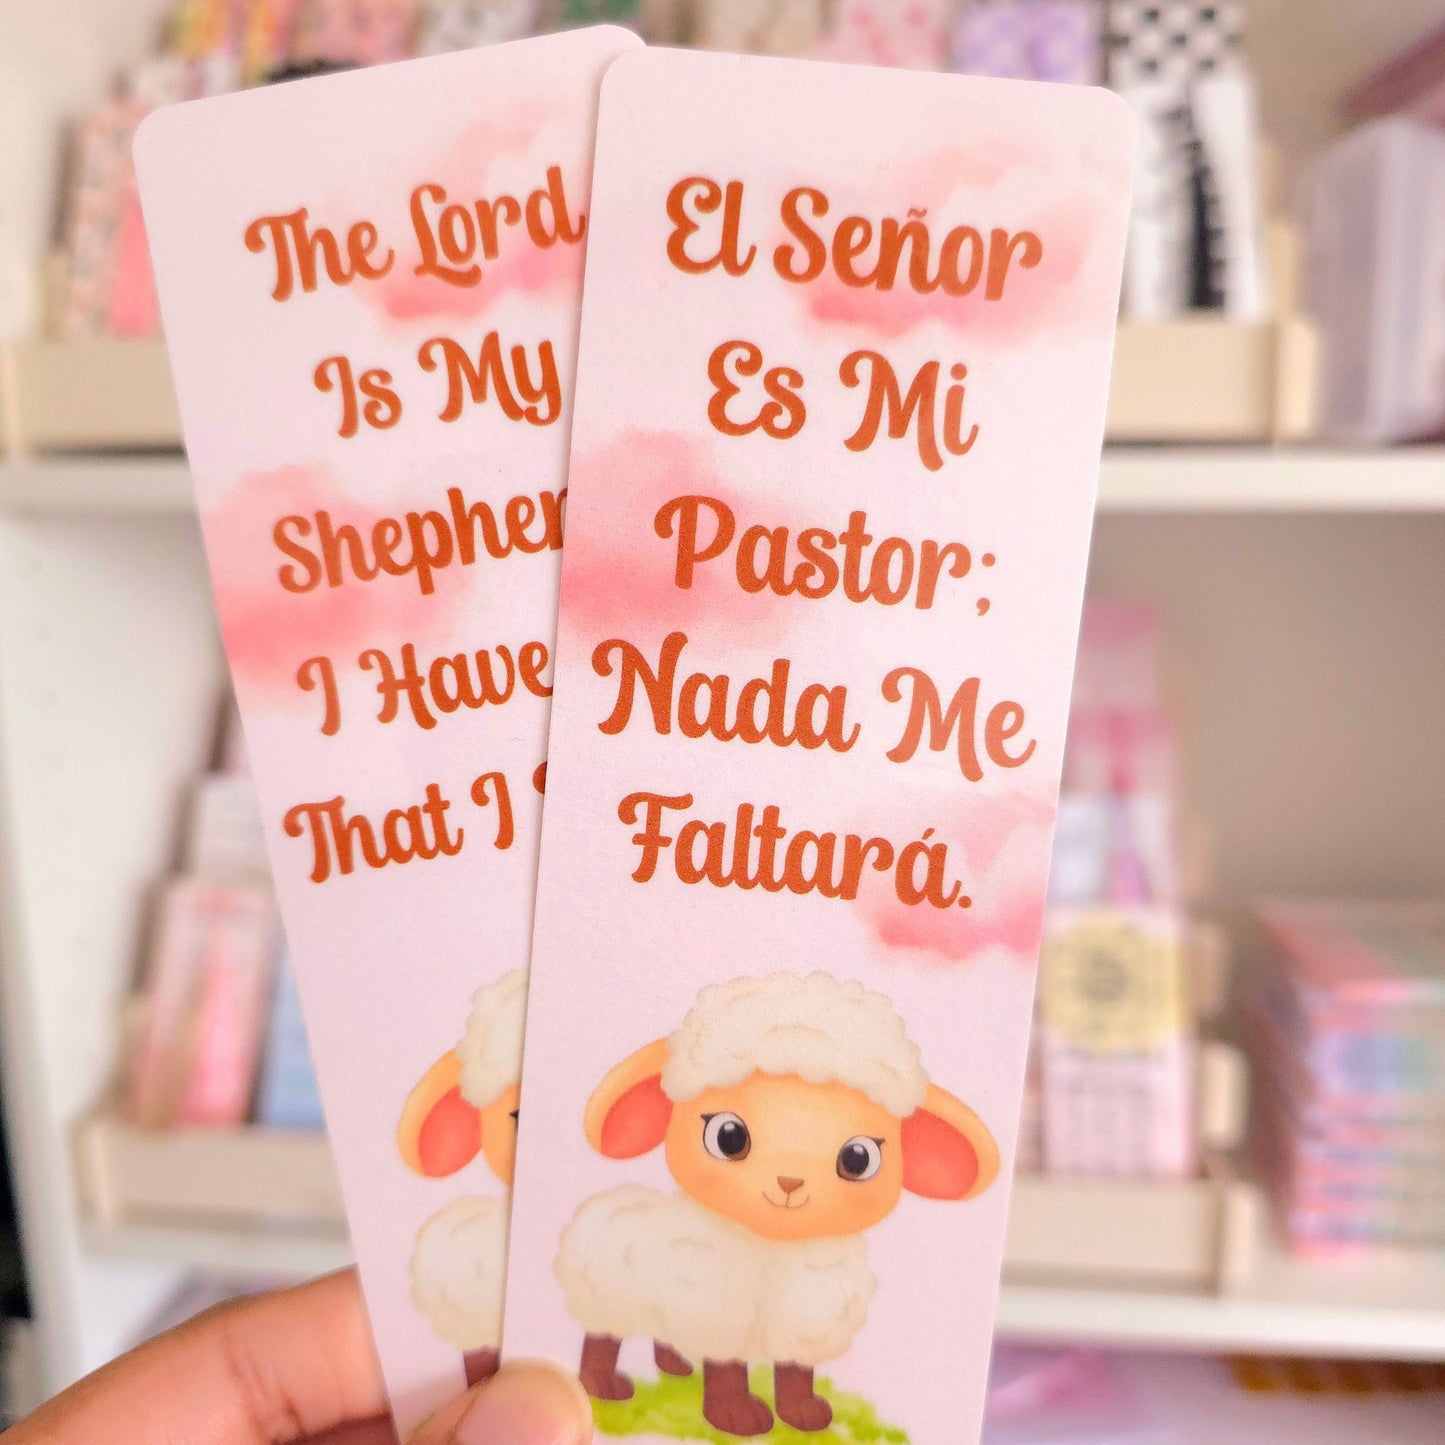 The Lord
Is My
I Have
That I
El Señor
Es Mi
Pastor;
Nada Me
Faltará.